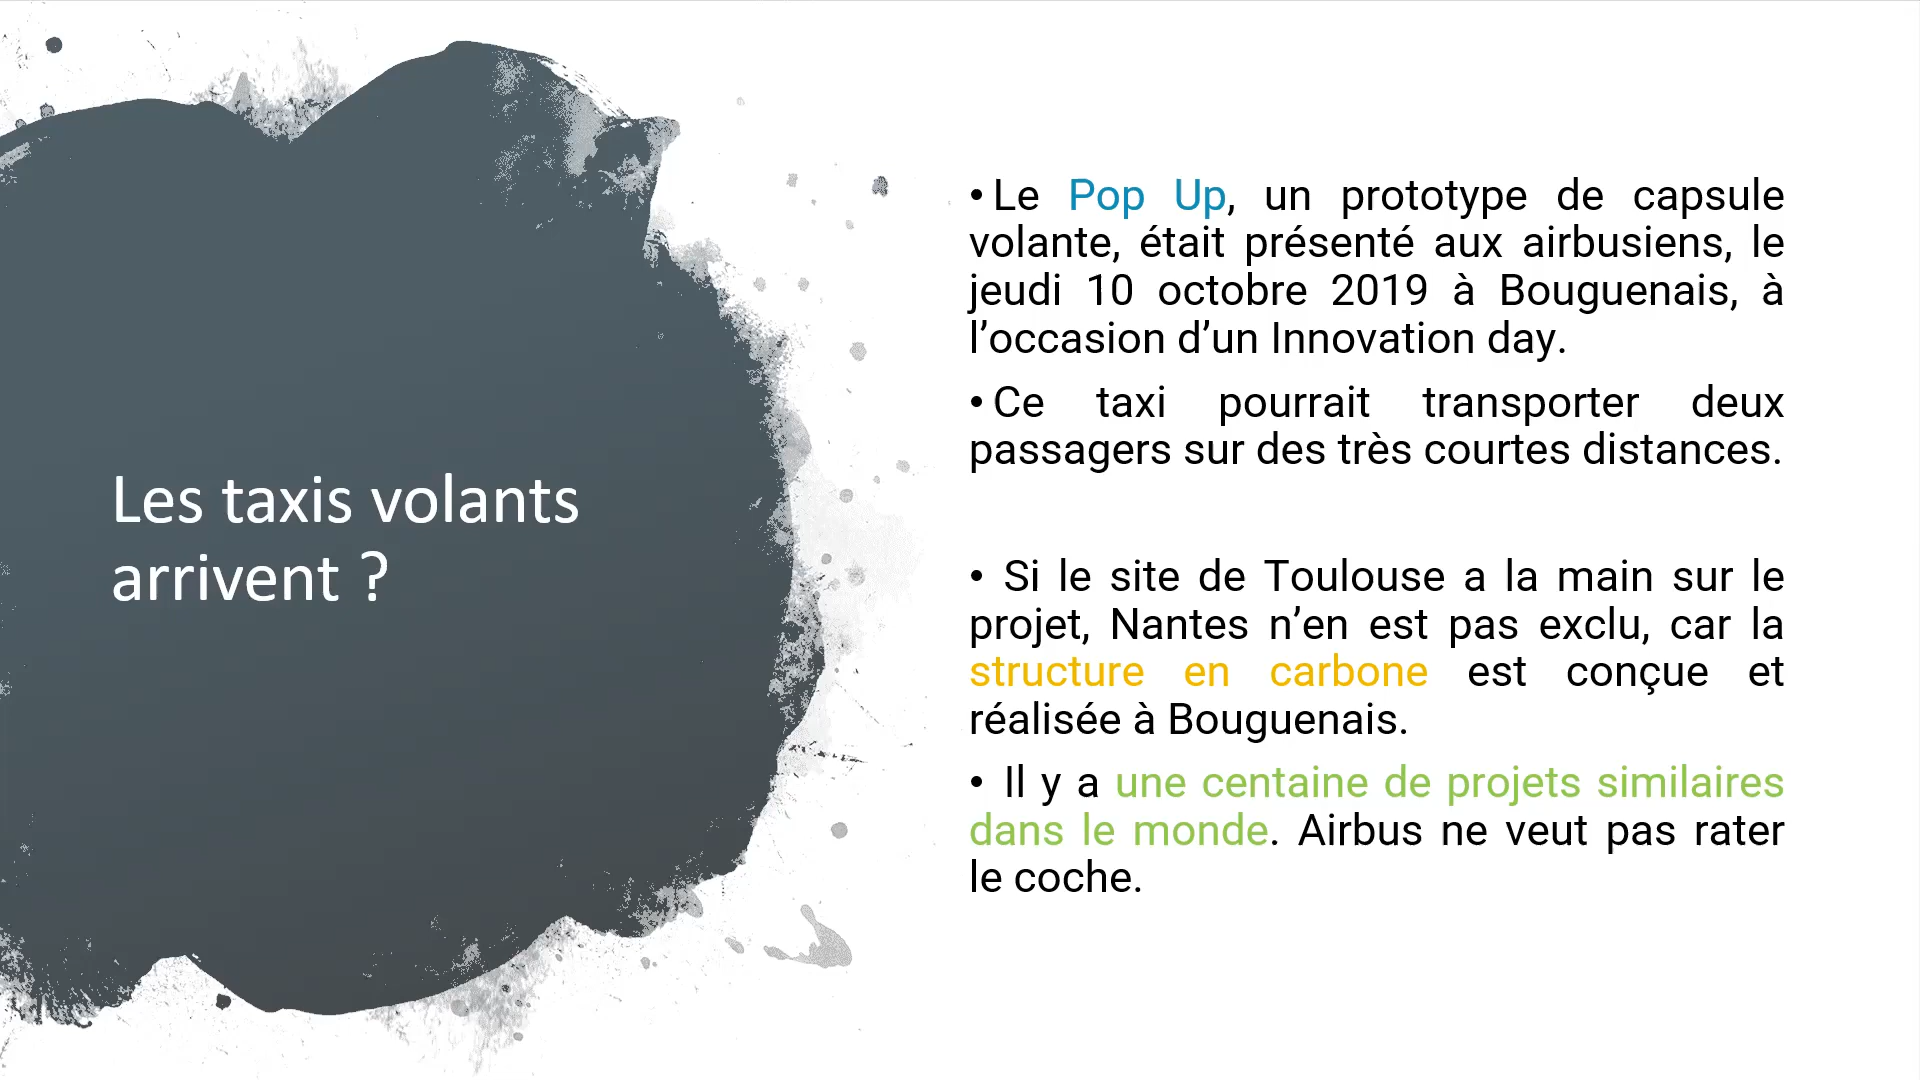 Les taxis volants
arrivent ?
• Le Pop Up, un prototype de capsule
volante, était présenté aux airbusiens, le
jeudi 10 octobre 2019 à Bouguenais, à
l’occasion d’un Innovation day.
• Ce taxi pourrait transporter deux
passagers sur des très courtes distances.
• Si le site de Toulouse a la main sur le
projet, Nantes n’en est pas exclu, car la
structure en carbone est conçue et
réalisée à Bouguenais.
• Il y a une centaine de projets similaires
dans le monde. Airbus ne veut pas rater
le coche.